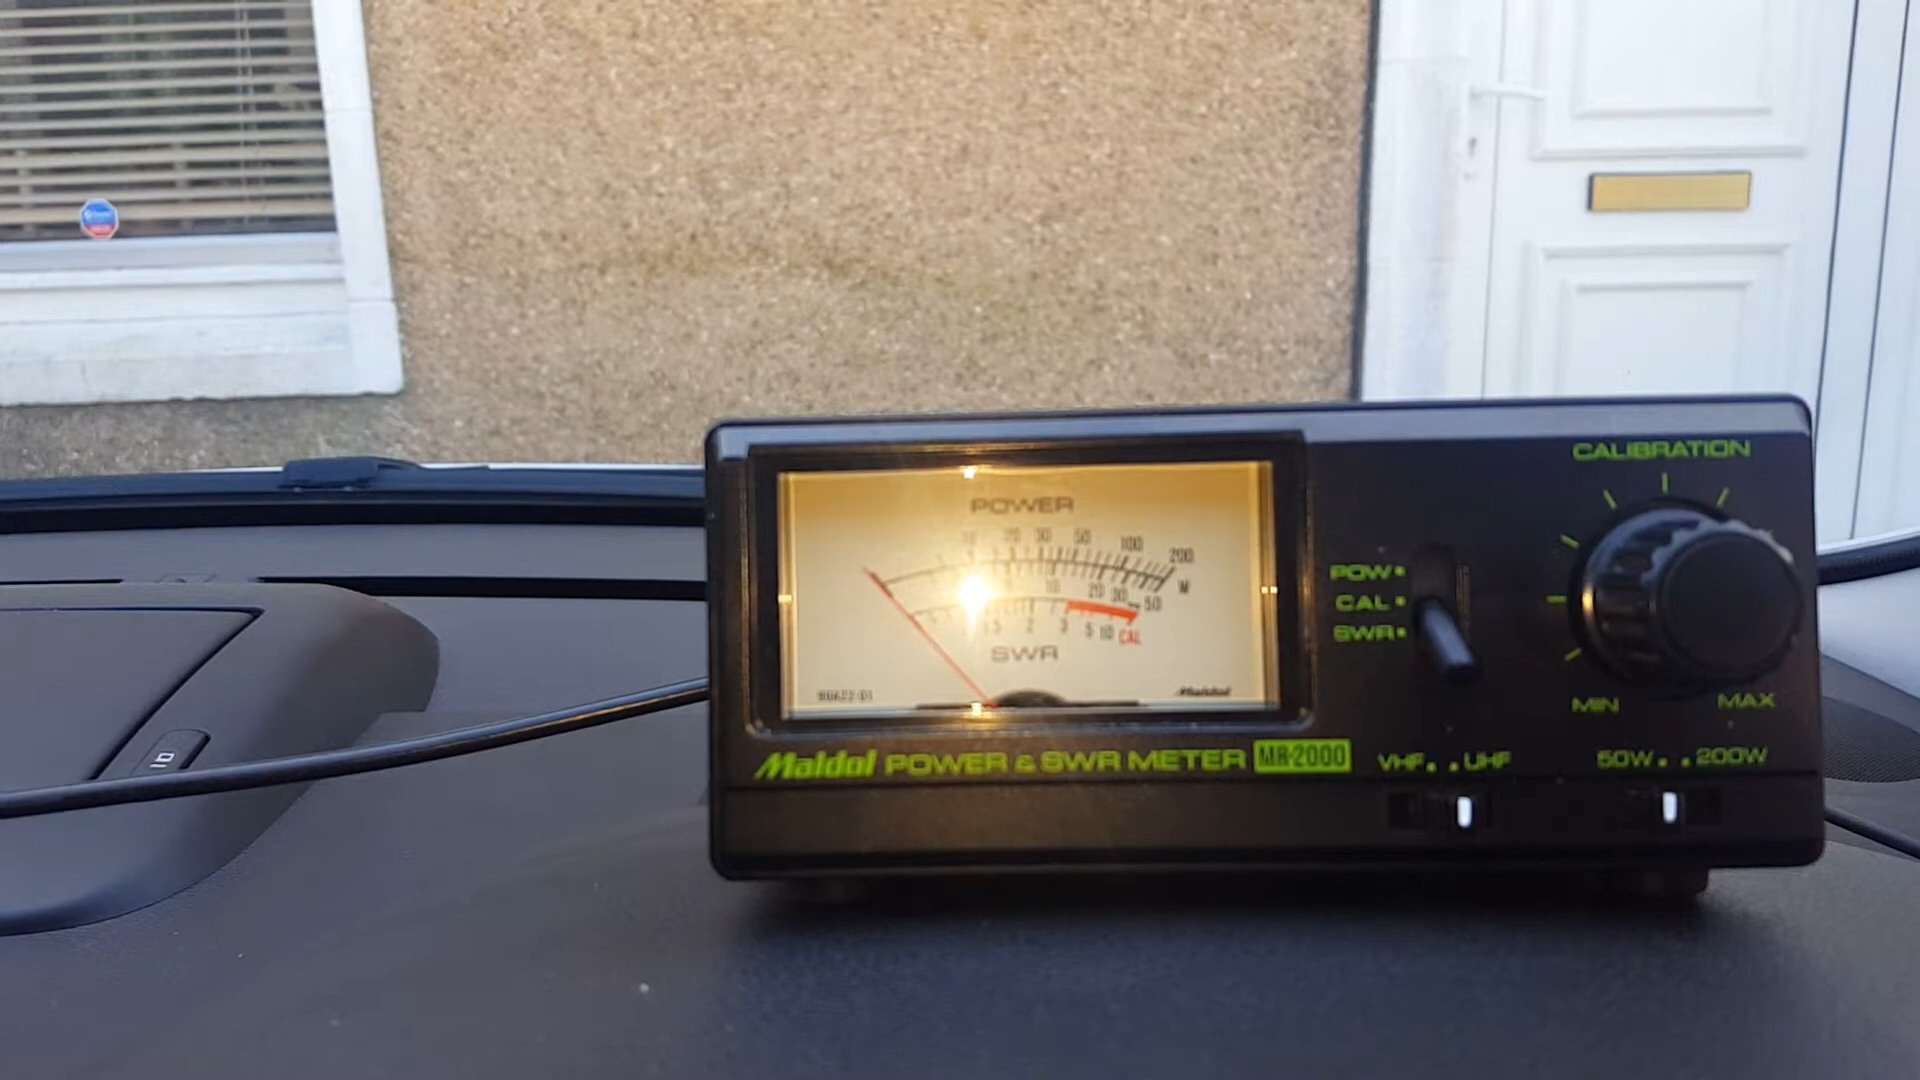 POWER
10 20 30 50 100 200
10 20 30 50
M
1.5 2 3 5 10 CAL
SWR
Maldol
POW
CAL
SWR
CALIBRATION
MIN MAX
Maldol POWER & SWR METER MR-2000
VHF . . UHF
50W . . 200W